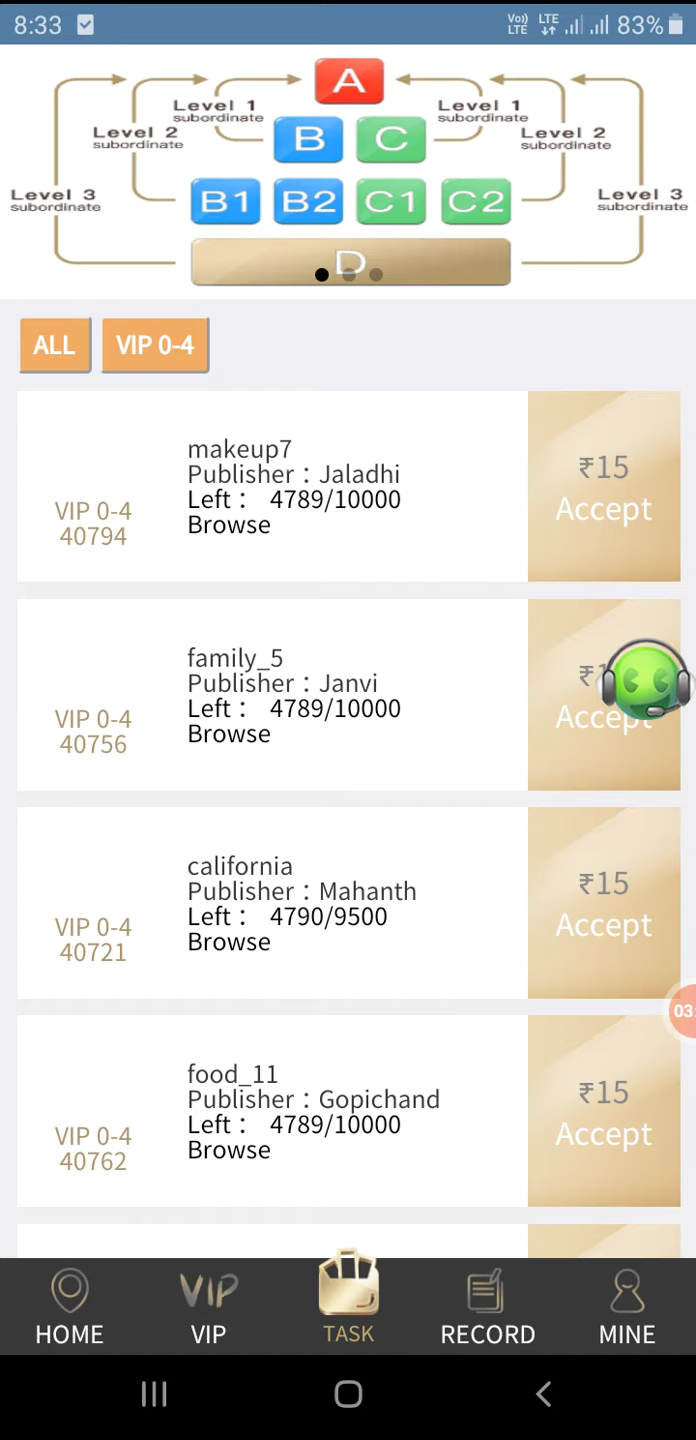 8:33
Vo)) LTE LTE 83%
A
Level 1 subordinate
Level 1 subordinate
B C
Level 2 subordinate
Level 2 subordinate
B1 B2 C1 C2
Level 3 subordinate
Level 3 subordinate
D
ALL VIP 0-4
makeup7
Publisher：Jaladhi
Left： 4789/10000
Browse
VIP 0-4
40794
₹15
Accept
family_5
Publisher：Janvi
Left： 4789/10000
Browse
VIP 0-4
40756
Accept
california
Publisher：Mahanth
Left： 4790/9500
Browse
VIP 0-4
40721
₹15
Accept
03:
food_11
Publisher：Gopichand
Left： 4789/10000
Browse
VIP 0-4
40762
₹15
Accept
VIP
HOME VIP TASK RECORD MINE